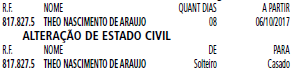 R.F. NOME QUANT DIAS A PARTIR
817.827.5 THEO NASCIMENTO DE ARAUJO 08 06/10/2017
ALTERAÇÃO DE ESTADO CIVIL
R.F. NOME DE PARA
817.827.5 THEO NASCIMENTO DE ARAUJO Solteiro Casado